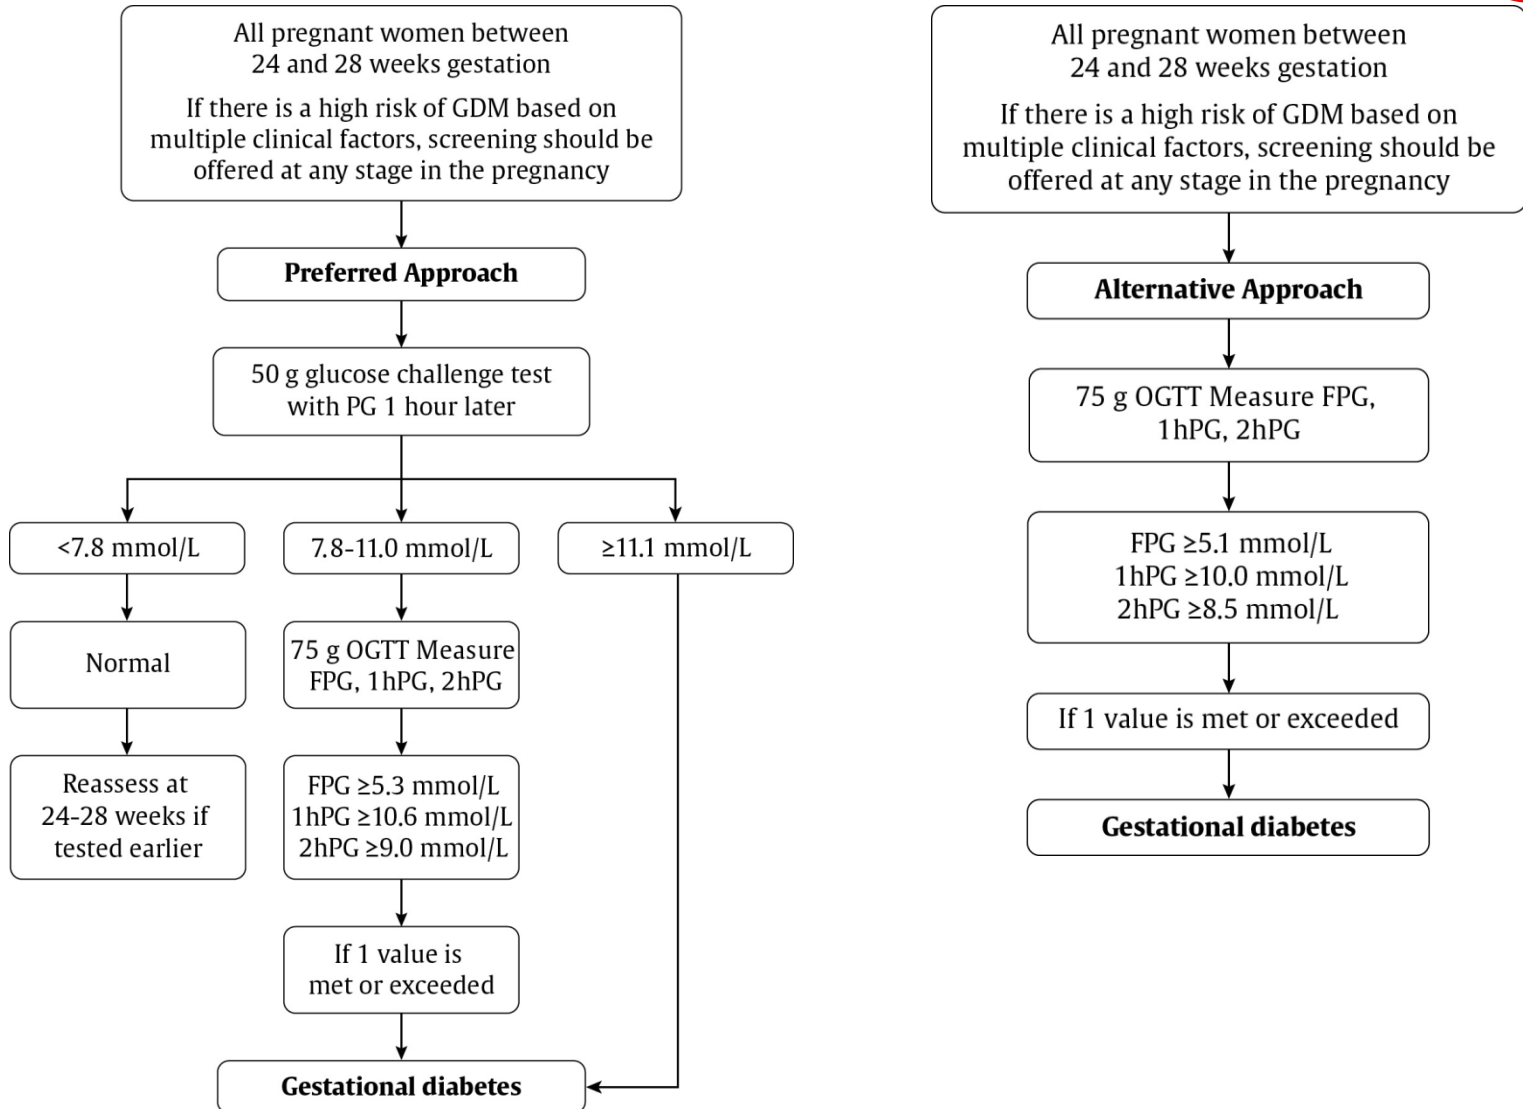 All pregnant women between
24 and 28 weeks gestation
If there is a high risk of GDM based on
multiple clinical factors, screening should be
offered at any stage in the pregnancy
Preferred Approach
50 g glucose challenge test
with PG 1 hour later
<7.8 mmol/L
7.8-11.0 mmol/L
≥11.1 mmol/L
Normal
75 g OGTT Measure
FPG, 1hPG, 2hPG
Reassess at
24-28 weeks if
tested earlier
FPG ≥5.3 mmol/L
1hPG ≥10.6 mmol/L
2hPG ≥9.0 mmol/L
If 1 value is
met or exceeded
Gestational diabetes
All pregnant women between
24 and 28 weeks gestation
If there is a high risk of GDM based on
multiple clinical factors, screening should be
offered at any stage in the pregnancy
Alternative Approach
75 g OGTT Measure FPG,
1hPG, 2hPG
FPG ≥5.1 mmol/L
1hPG ≥10.0 mmol/L
2hPG ≥8.5 mmol/L
If 1 value is met or exceeded
Gestational diabetes